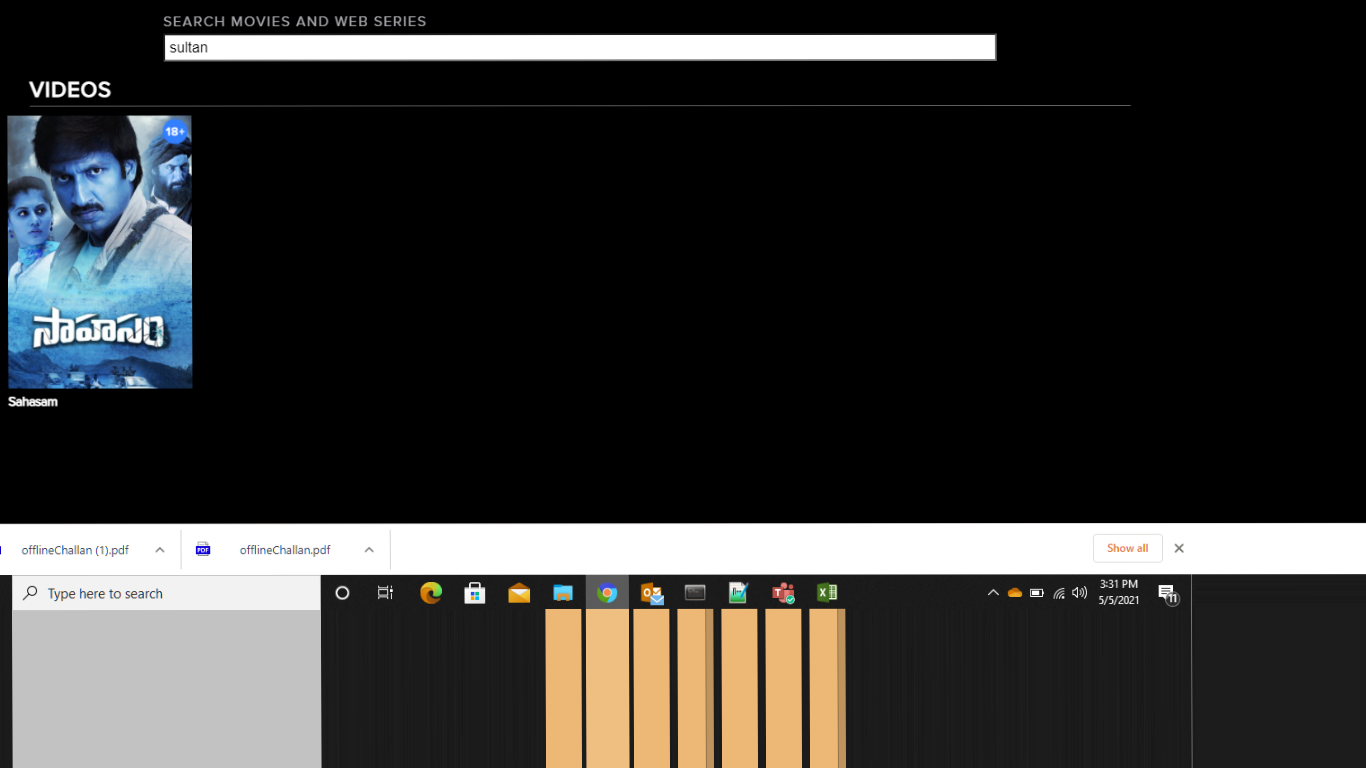 SEARCH MOVIES AND WEB SERIES
sultan
VIDEOS
18+
సాహసం
Sahasam
offlineChallan (1).pdf
PDF
offlineChallan.pdf
Show all
Type here to search
3:31 PM
5/5/2021
11